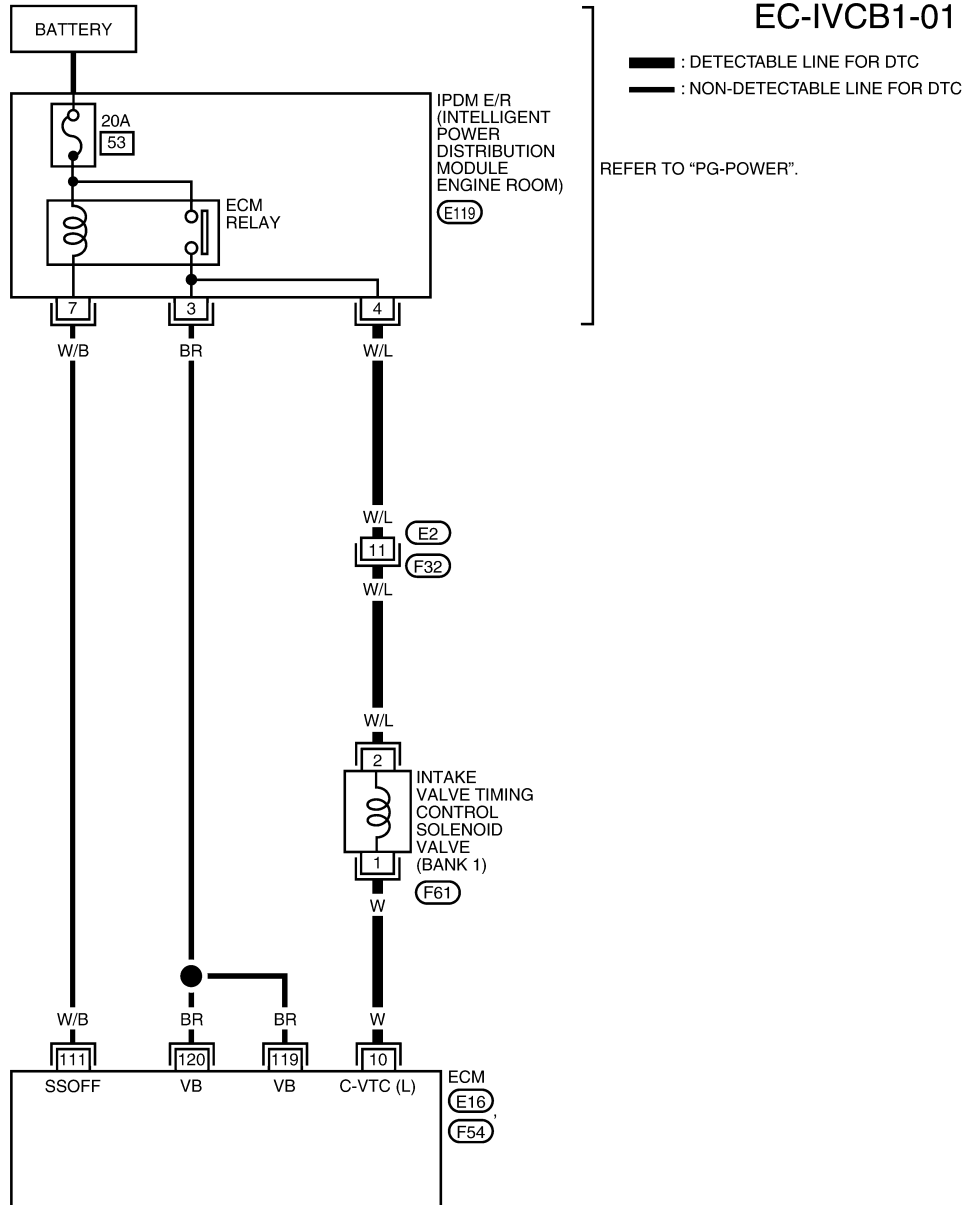 EC-IVCB1-01
BATTERY
: DETECTABLE LINE FOR DTC
: NON-DETECTABLE LINE FOR DTC
20A
53
IPDM E/R
(INTELLIGENT
POWER
DISTRIBUTION
MODULE
ENGINE ROOM)
E119
REFER TO “PG-POWER”.
ECM
RELAY
7
3
4
W/B
BR
W/L
W/L
E2
11
F32
W/L
W/L
2
INTAKE
VALVE TIMING
CONTROL
SOLENOID
VALVE
(BANK 1)
1
F61
W
W/B
BR
BR
W
111
120
119
10
SSOFF
VB
VB
C-VTC (L)
ECM
E16,
F54